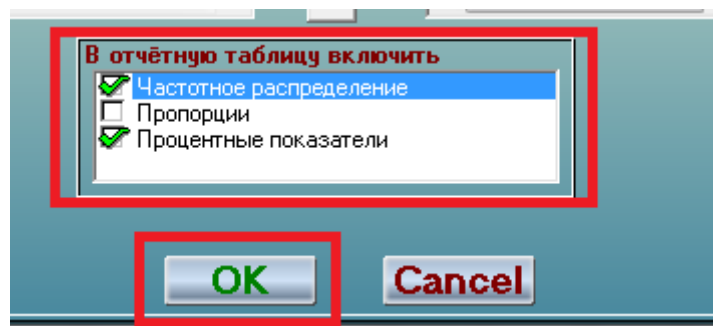 В отчётную таблицу включить
Частотное распределение
Пропорции
Процентные показатели
OK Cancel